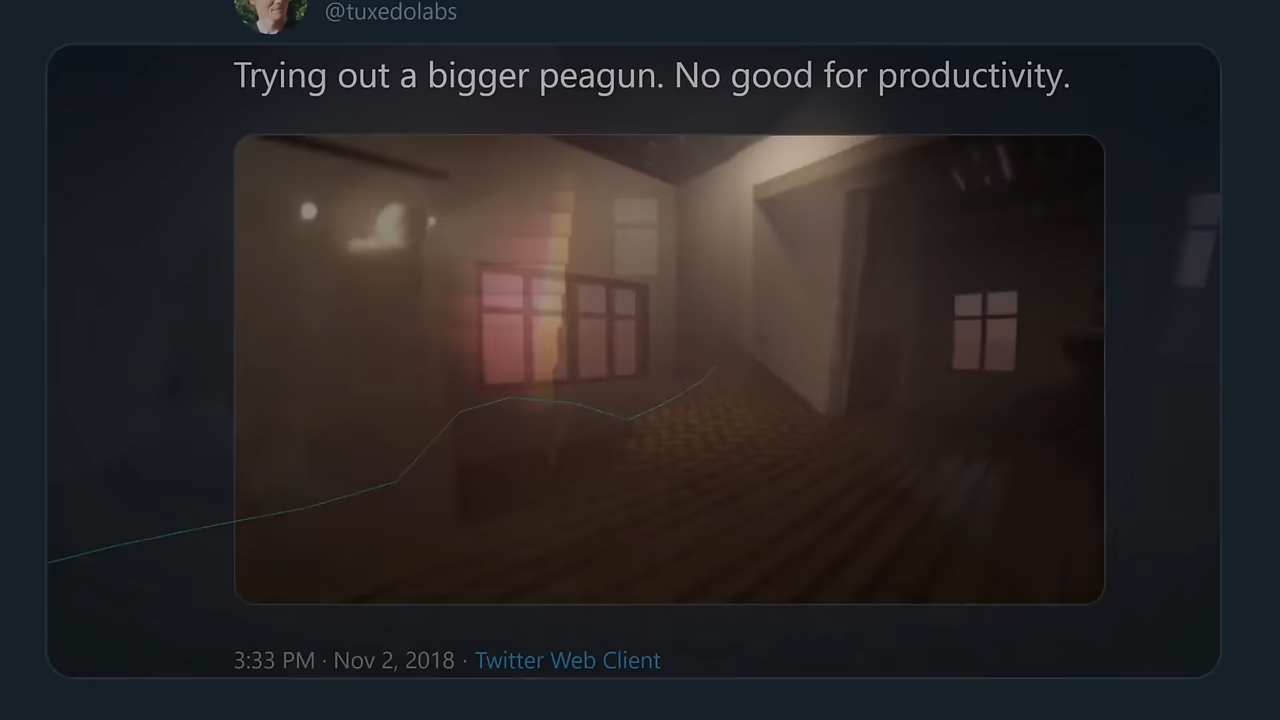 @tuxedolabs
Trying out a bigger peagun. No good for productivity.
3:33 PM · Nov 2, 2018 · Twitter Web Client